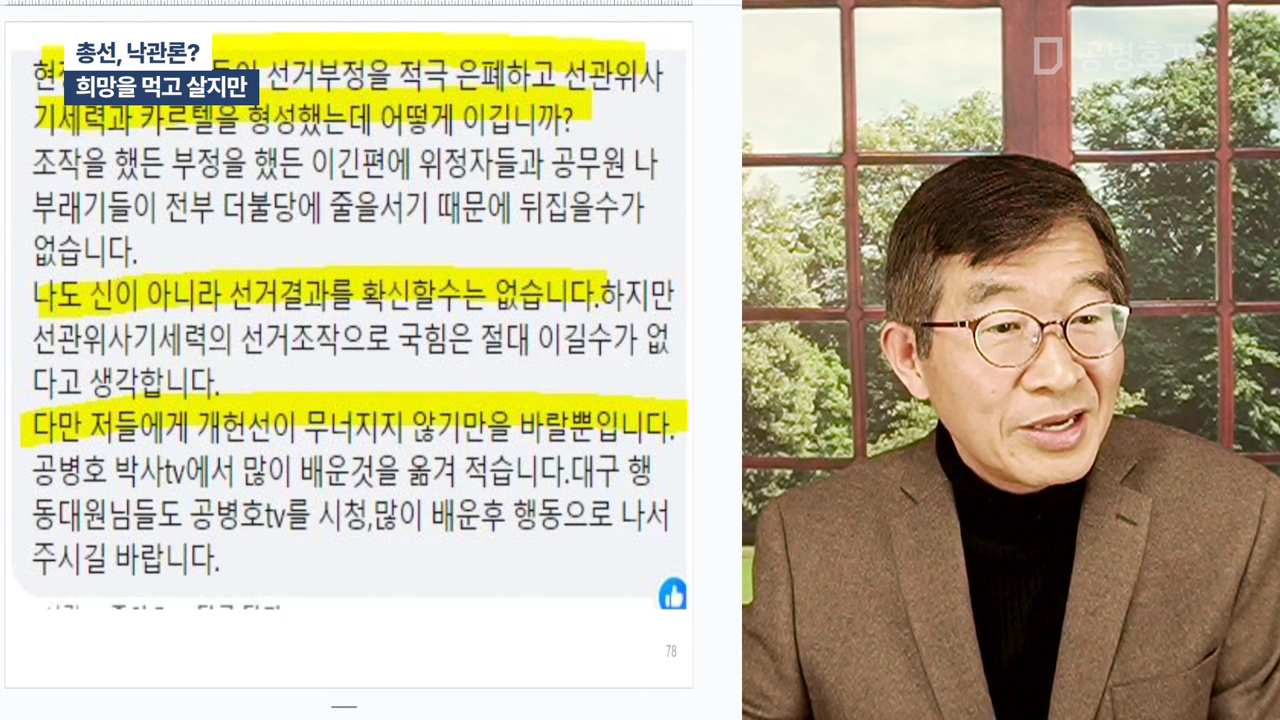 총선, 낙관론?
희망을 먹고 살지만
선거부정을 적극 은폐하고 선관위사
기세력과 카르텔을 형성했는데 어떻게 이깁니까?
조작을 했든 부정을 했든 이긴편에 위정자들과 공무원 나
부래기들이 전부 더불당에 줄을서기 때문에 뒤집을수가
없습니다.
나도 신이 아니라 선거결과를 확신할수는 없습니다.하지만
선관위사기세력의 선거조작으로 국힘은 절대 이길수가 없
다고 생각합니다.
다만 저들에게 개헌선이 무너지지 않기만을 바랄뿐입니다.
공병호 박사tv에서 많이 배운것을 옮겨 적습니다.대구 행
동대원님들도 공병호tv를 시청,많이 배운후 행동으로 나서
주시길 바랍니다.
78
공병호TV